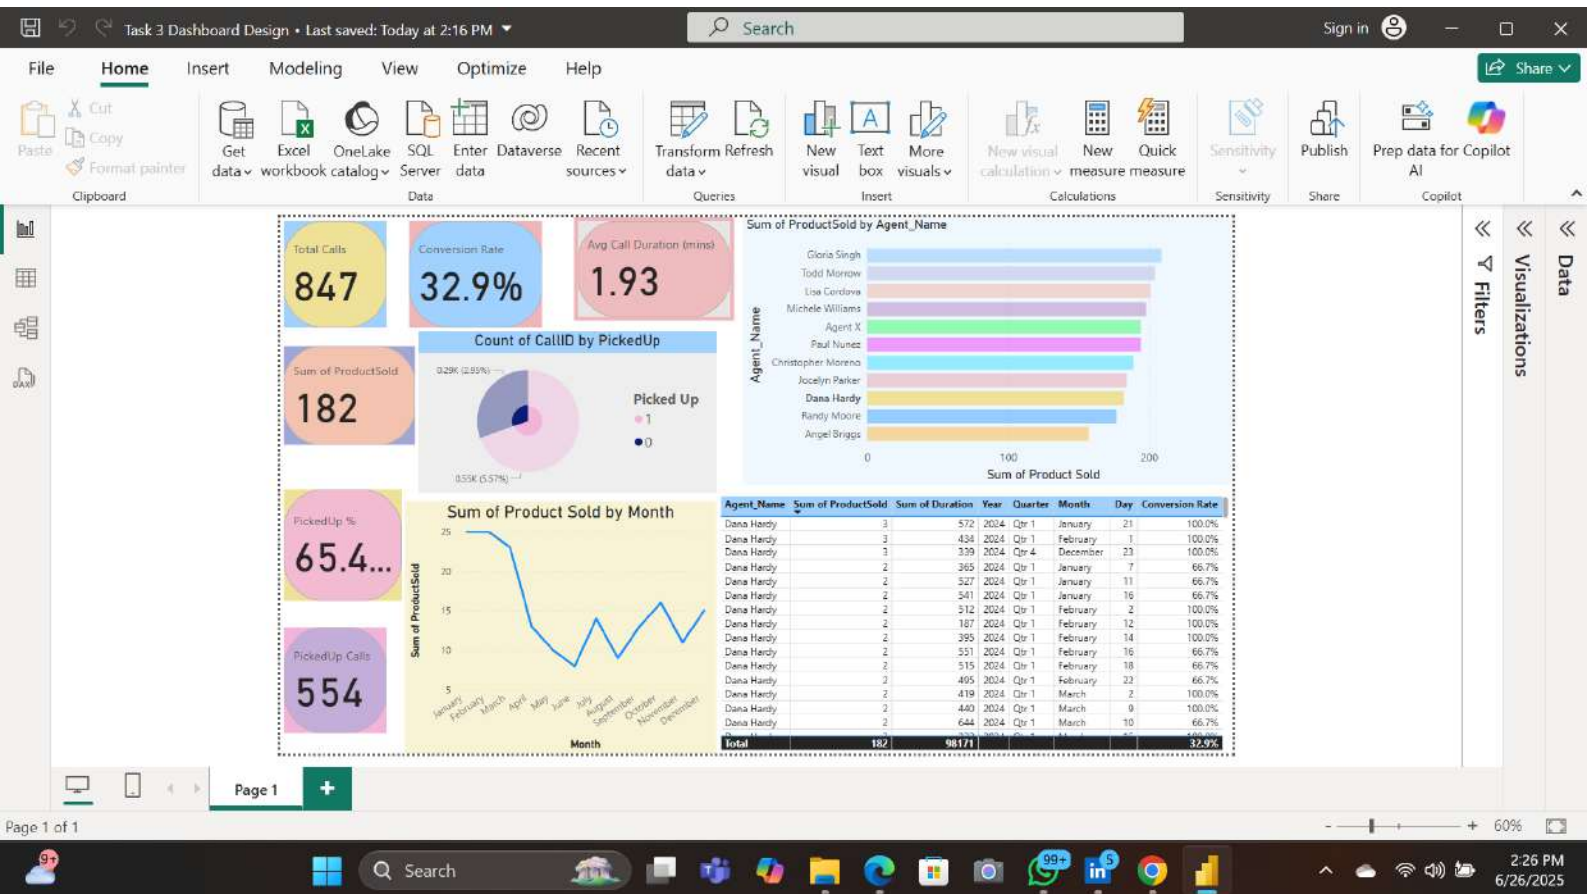 Task 3 Dashboard Design • Last saved: Today at 2:16 PM
Search
Sign in
File Home Insert Modeling View Optimize Help
Share
Paste
Cut
Copy
Format painter
Clipboard
Get data
Excel workbook
OneLake catalog
SQL Server
Enter data
Dataverse
Recent sources
Data
Transform data
Refresh
Queries
New visual
Text box
More visuals
Insert
New visual calculation
New measure
Quick measure
Calculations
Sensitivity
Sensitivity
Publish
Share
Prep data for AI
Copilot
Copilot
Total Calls
847
Conversion Rate
32.9%
Avg Call Duration (mins)
1.93
Sum of ProductSold
182
Count of CallID by PickedUp
0.29K (2.95%)
0.55K (5.57%)
Picked Up
1
0
Sum of ProductSold by Agent_Name
Agent_Name
Gloria Singh
Todd Morrow
Lisa Cordova
Michele Williams
Agent X
Paul Nunez
Christopher Moreno
Jocelyn Parker
Dana Hardy
Randy Moore
Angel Briggs
0 100 200
Sum of Product Sold
PickedUp %
65.4...
PickedUp Calls
554
Sum of Product Sold by Month
Sum of ProductSold
25
20
15
10
5
January February March April May June July August September October November December
Month
Agent_Name Sum of ProductSold Sum of Duration Year Quarter Month Day Conversion Rate
Dana Hardy 3 572 2024 Qtr 1 January 21 100.0%
Dana Hardy 3 434 2024 Qtr 1 February 1 100.0%
Dana Hardy 3 339 2024 Qtr 4 December 23 100.0%
Dana Hardy 2 365 2024 Qtr 1 January 7 66.7%
Dana Hardy 2 527 2024 Qtr 1 January 11 66.7%
Dana Hardy 2 541 2024 Qtr 1 January 16 66.7%
Dana Hardy 2 512 2024 Qtr 1 February 2 100.0%
Dana Hardy 2 187 2024 Qtr 1 February 12 100.0%
Dana Hardy 2 395 2024 Qtr 1 February 14 100.0%
Dana Hardy 2 551 2024 Qtr 1 February 16 66.7%
Dana Hardy 2 515 2024 Qtr 1 February 18 66.7%
Dana Hardy 2 495 2024 Qtr 1 February 22 66.7%
Dana Hardy 2 419 2024 Qtr 1 March 2 100.0%
Dana Hardy 2 440 2024 Qtr 1 March 9 100.0%
Dana Hardy 2 644 2024 Qtr 1 March 10 66.7%
Total 182 98171 32.9%
Filters
Visualizations
Data
DAX
Page 1
Page 1 of 1
60%
9+
Search
99+
5
2:26 PM
6/26/2025